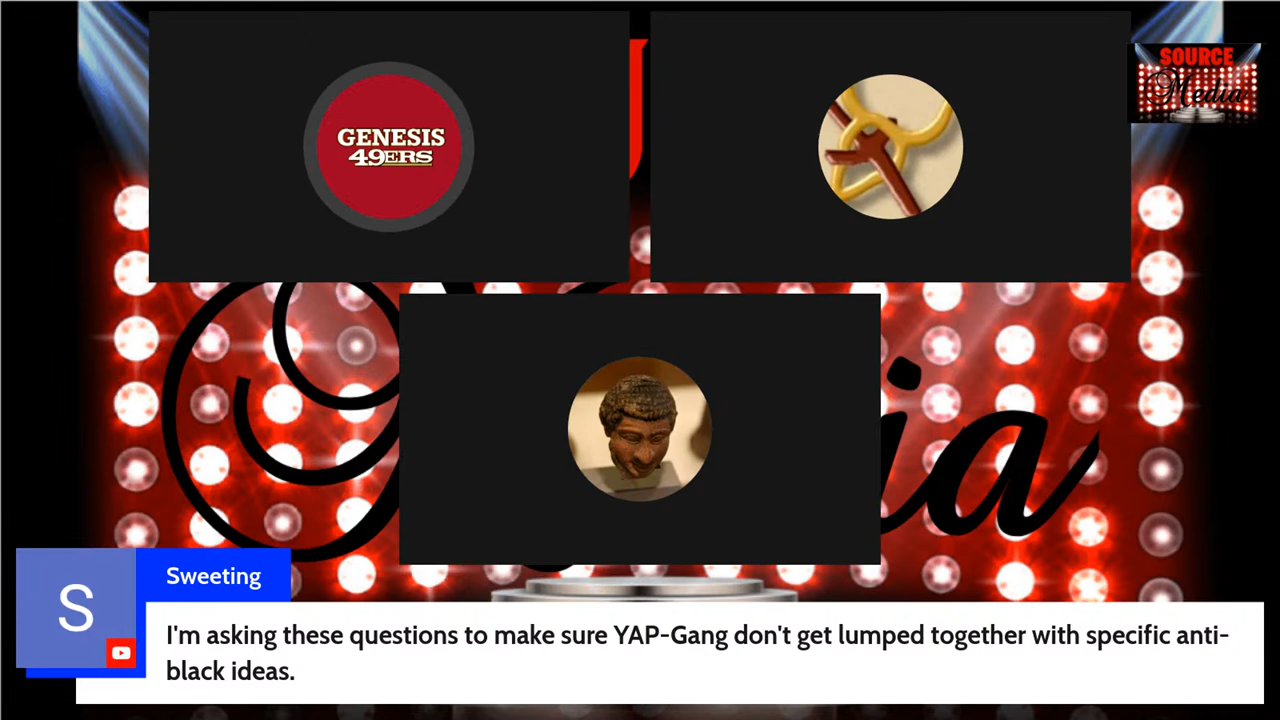 GENESIS
49ERS
SOURCE
Media
S
Sweeting
I'm asking these questions to make sure YAP-Gang don't get lumped together with specific anti-
black ideas.